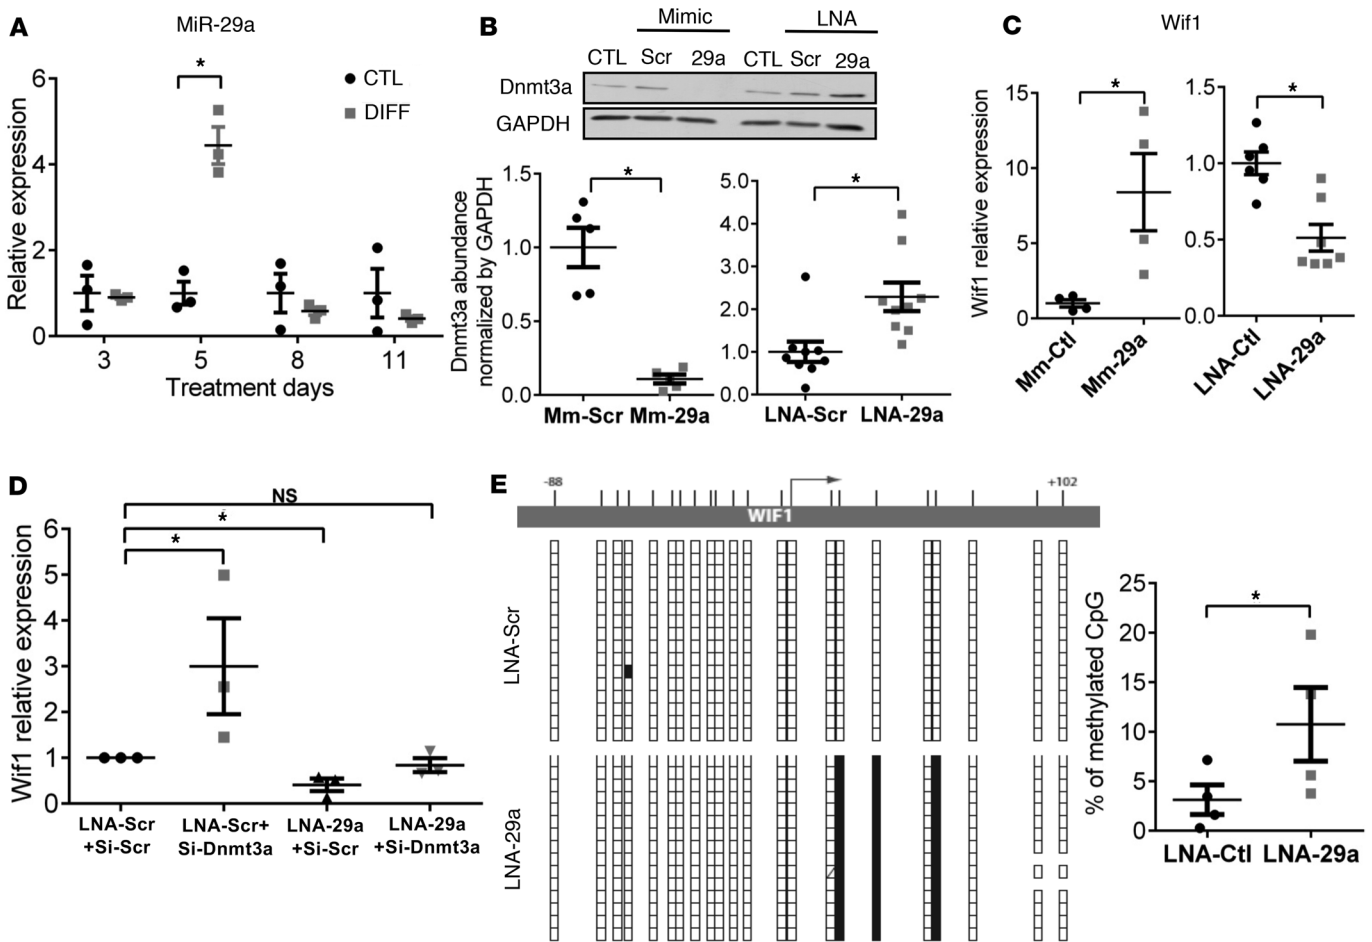 A
MiR-29a
Relative expression
6
4
2
0
CTL
DIFF
*
3 5 8 11
Treatment days
B
Mimic LNA
CTL Scr 29a CTL Scr 29a
Dnmt3a
GAPDH
Dnmt3a abundance
normalized by GAPDH
1.5
1.0
0.5
0.0
*
Mm-Scr Mm-29a
5.0
4.0
3.0
2.0
1.0
0.0
*
LNA-Scr LNA-29a
C
Wif1
Wif1 relative expression
15
10
5
0
*
Mm-Ctl
Mm-29a
1.5
1.0
0.5
0.0
*
LNA-Ctl
LNA-29a
D
Wif1 relative expression
6
5
4
3
2
1
0
NS
*
*
LNA-Scr
+Si-Scr
LNA-Scr+
Si-Dnmt3a
LNA-29a
+Si-Scr
LNA-29a
+Si-Dnmt3a
E
-88 +102
WIF1
LNA-Scr
LNA-29a
% of methylated CpG
25
20
15
10
5
0
*
LNA-Ctl LNA-29a